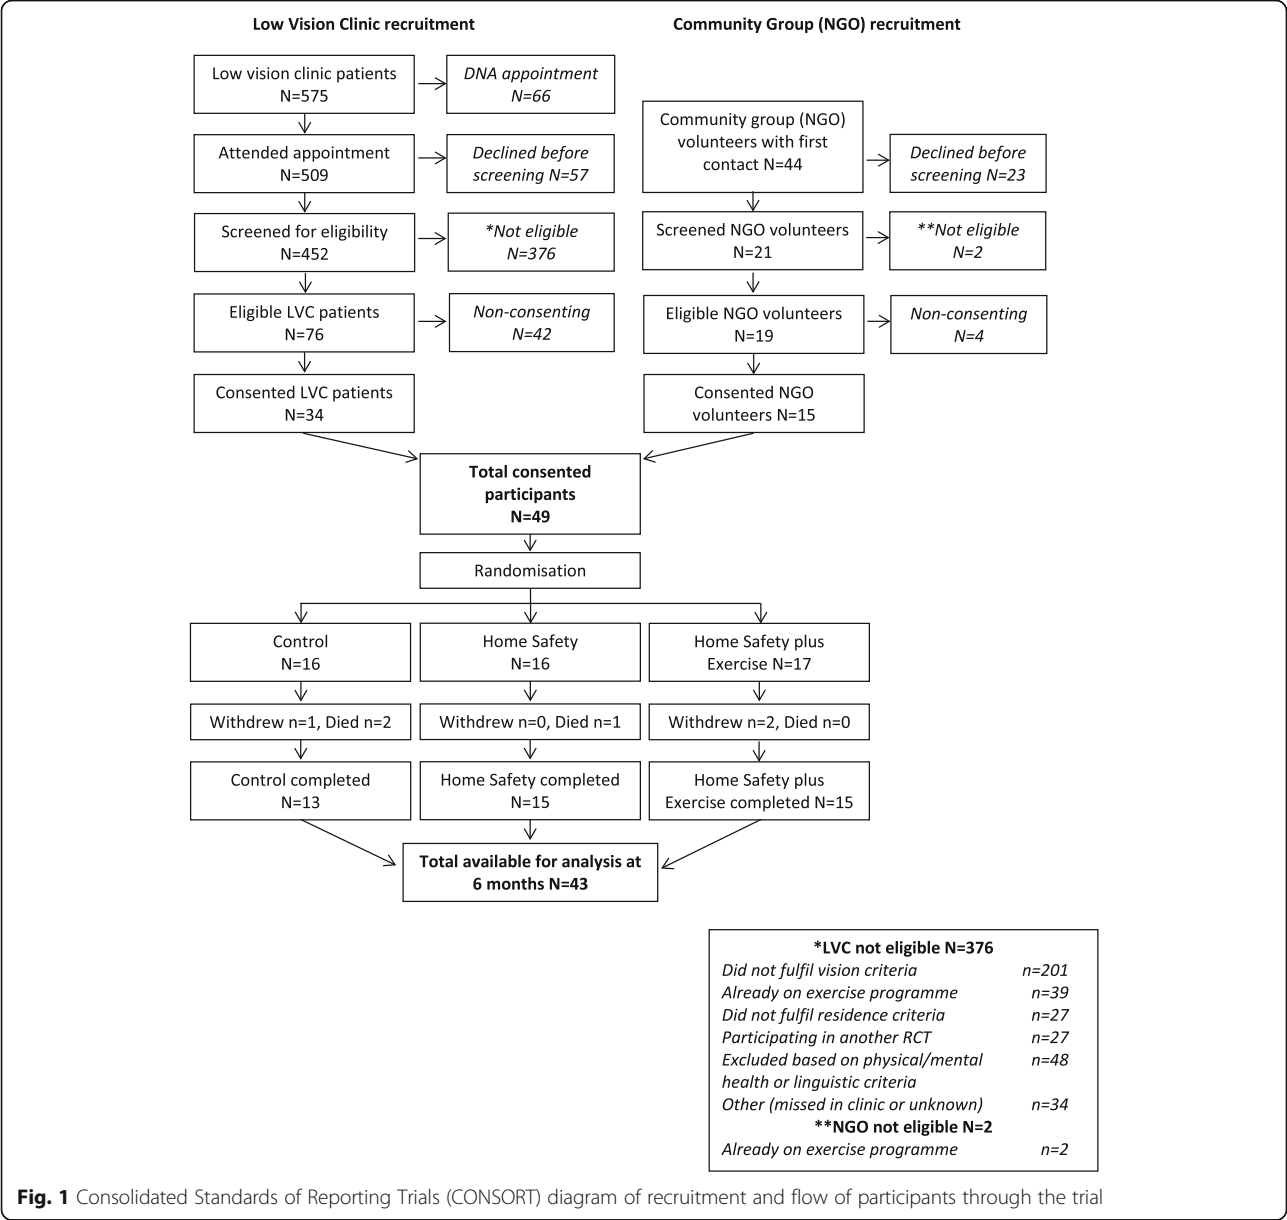 Low Vision Clinic recruitment
Community Group (NGO) recruitment
Low vision clinic patients
N=575
DNA appointment
N=66
Attended appointment
N=509
Declined before
screening N=57
Screened for eligibility
N=452
*Not eligible
N=376
Eligible LVC patients
N=76
Non-consenting
N=42
Consented LVC patients
N=34
Community group (NGO)
volunteers with first
contact N=44
Declined before
screening N=23
Screened NGO volunteers
N=21
**Not eligible
N=2
Eligible NGO volunteers
N=19
Non-consenting
N=4
Consented NGO
volunteers N=15
Total consented
participants
N=49
Randomisation
Control
N=16
Home Safety
N=16
Home Safety plus
Exercise N=17
Withdrew n=1, Died n=2
Withdrew n=0, Died n=1
Withdrew n=2, Died n=0
Control completed
N=13
Home Safety completed
N=15
Home Safety plus
Exercise completed N=15
Total available for analysis at
6 months N=43
*LVC not eligible N=376
Did not fulfil vision criteria n=201
Already on exercise programme n=39
Did not fulfil residence criteria n=27
Participating in another RCT n=27
Excluded based on physical/mental n=48
health or linguistic criteria
Other (missed in clinic or unknown) n=34
**NGO not eligible N=2
Already on exercise programme n=2
Fig. 1 Consolidated Standards of Reporting Trials (CONSORT) diagram of recruitment and flow of participants through the trial